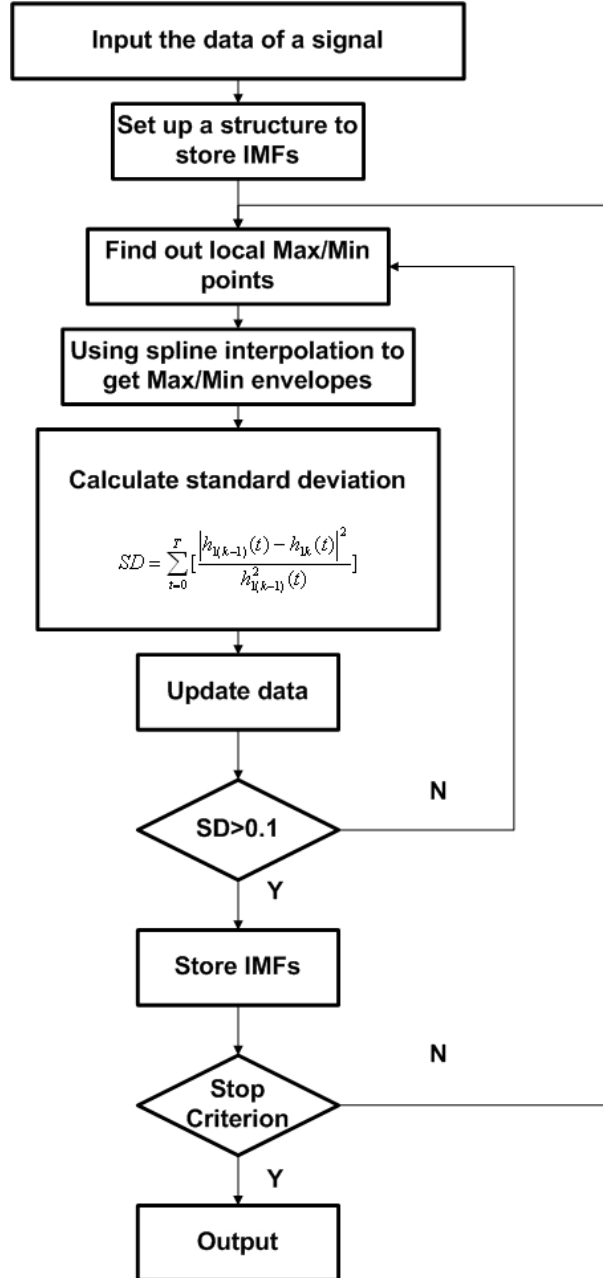 Input the data of a signal
Set up a structure to
store IMFs
Find out local Max/Min
points
Using spline interpolation to
get Max/Min envelopes
Calculate standard deviation
SD = \sum_{t=0}^{T} [ \frac{|h_{1(k-1)}(t) - h_{1k}(t)|^2}{h_{1(k-1)}^2(t)} ]
Update data
N
SD>0.1
Y
Store IMFs
N
Stop
Criterion
Y
Output